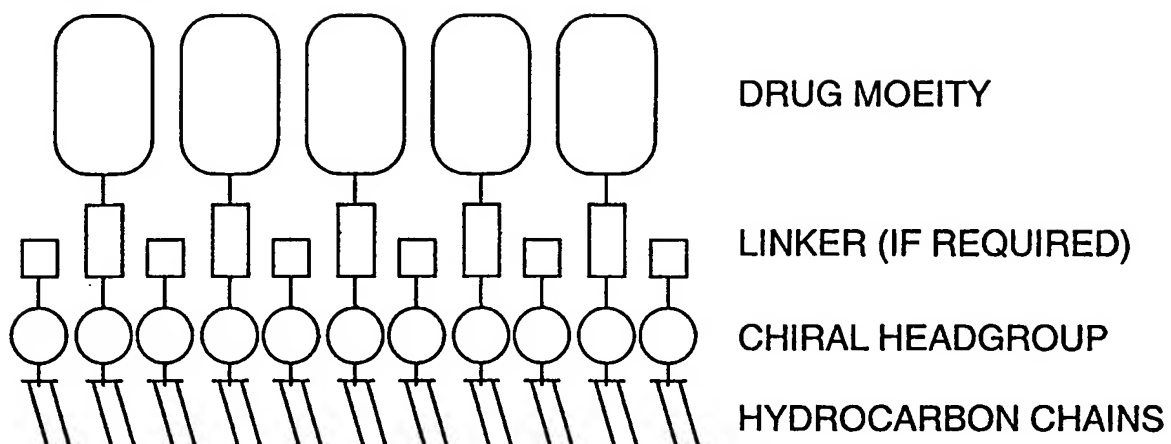 DRUG MOEITY
LINKER (IF REQUIRED)
CHIRAL HEADGROUP
HYDROCARBON CHAINS